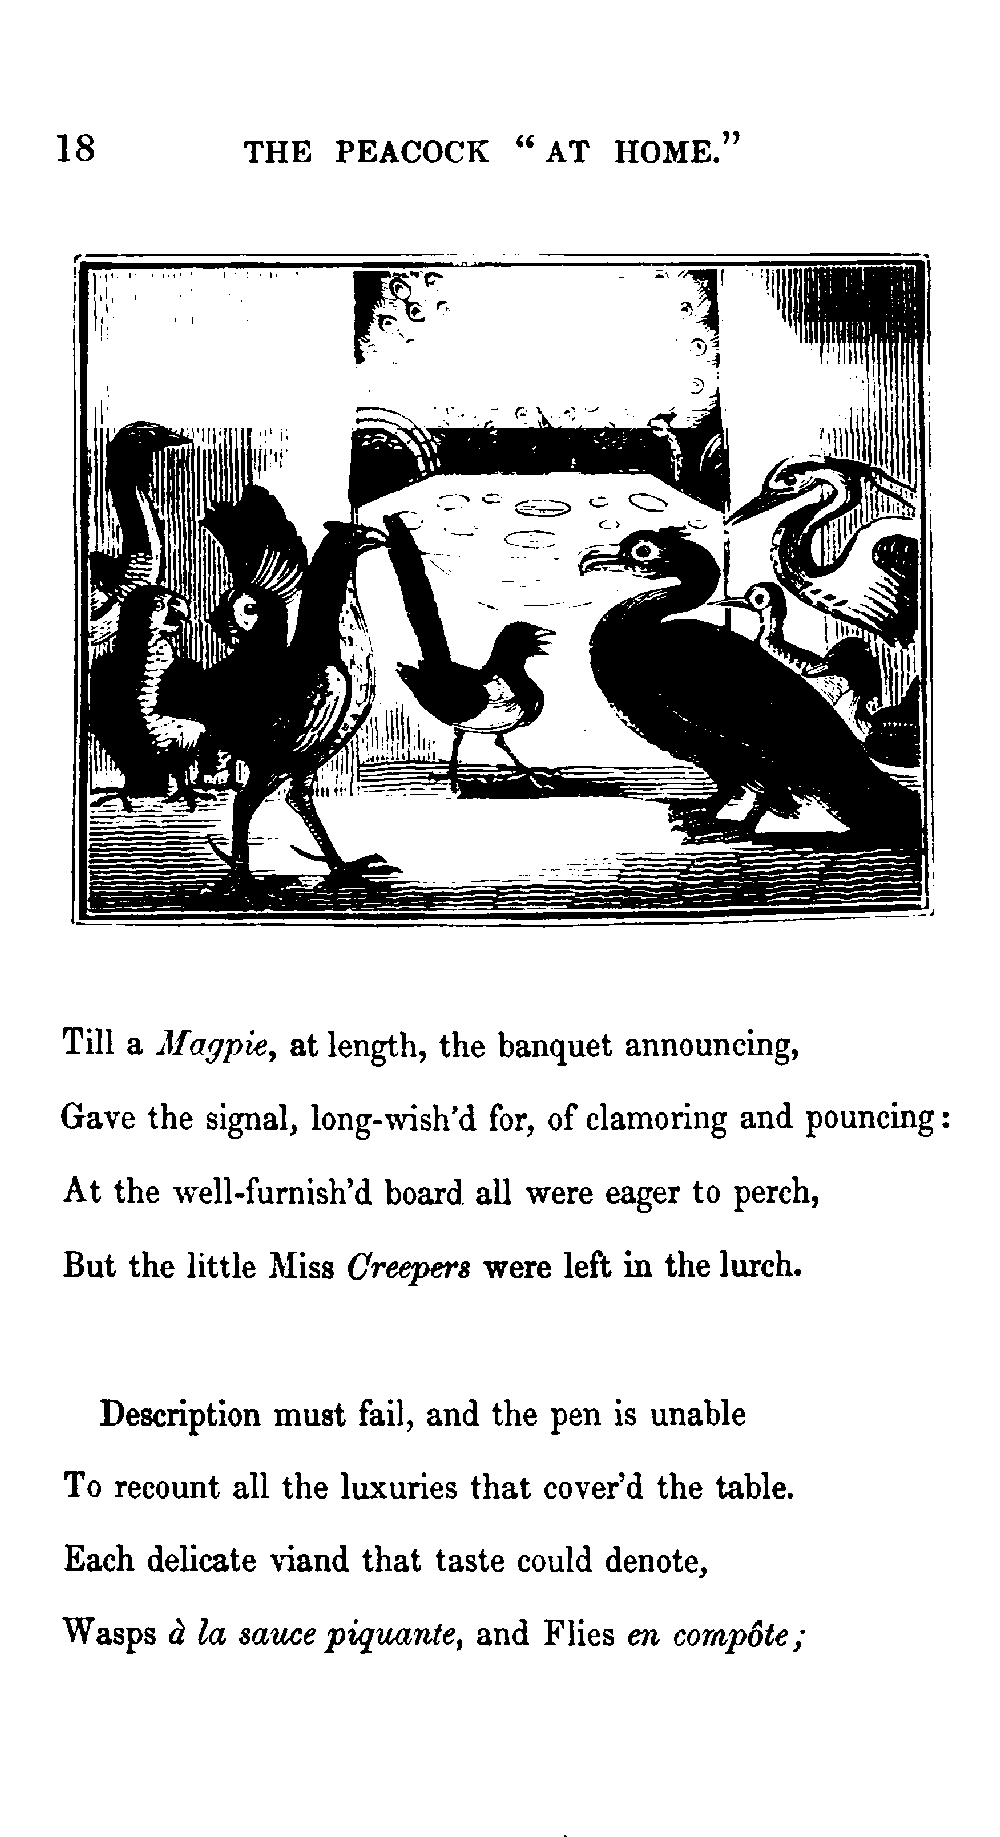 18 THE PEACOCK “AT HOME.”
Till a Magpie, at length, the banquet announcing,
Gave the signal, long-wish'd for, of clamoring and pouncing:
At the well-furnish'd board all were eager to perch,
But the little Miss Creepers were left in the lurch.
Description must fail, and the pen is unable
To recount all the luxuries that cover'd the table.
Each delicate viand that taste could denote,
Wasps à la sauce piquante, and Flies en compôte;